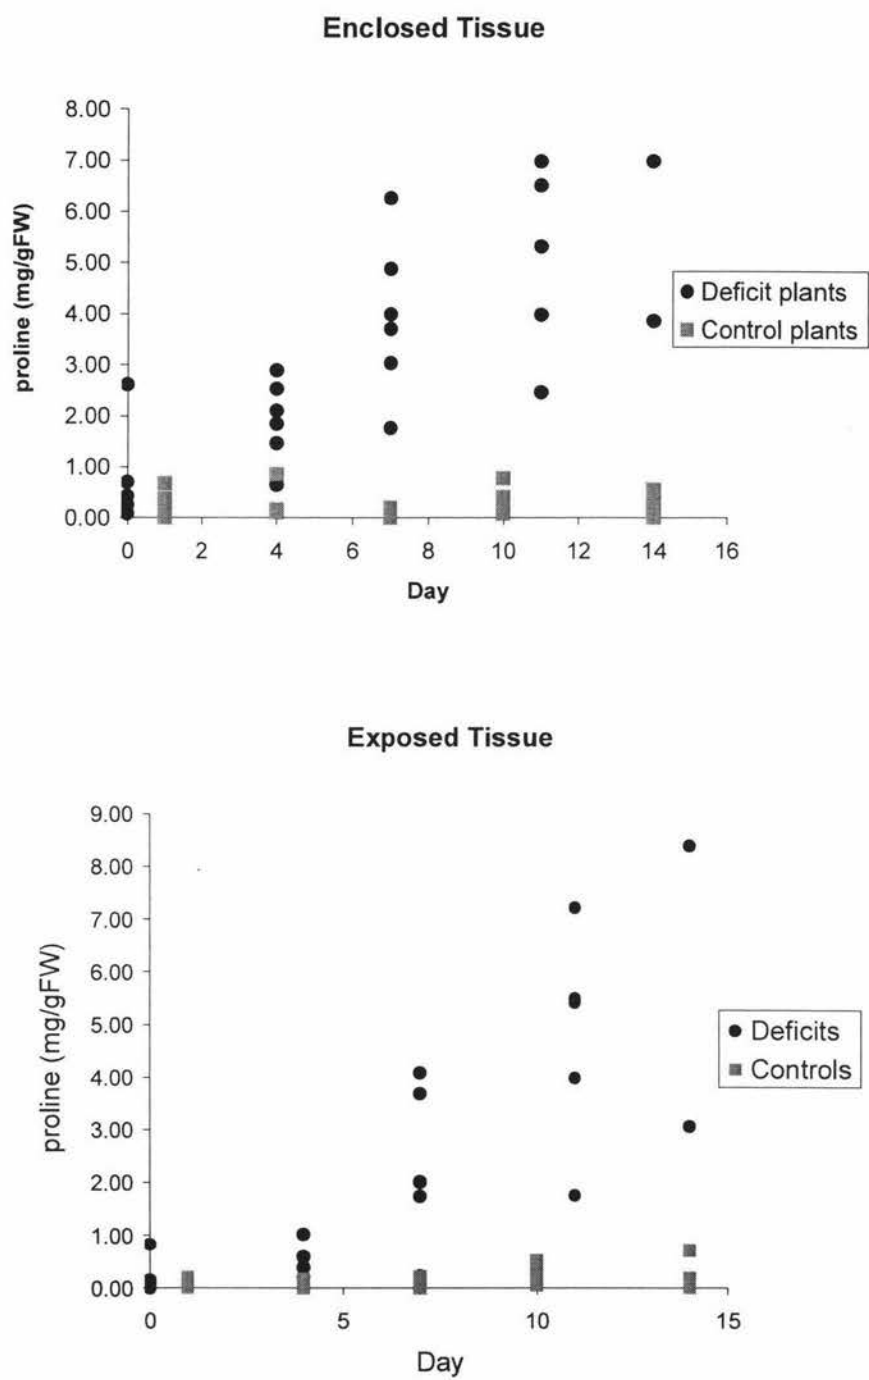 Enclosed Tissue
8.00
7.00
6.00
5.00
4.00
3.00
2.00
1.00
0.00
proline (mg/gFW)
0 2 4 6 8 10 12 14 16
Day
Deficit plants
Control plants
Exposed Tissue
9.00
8.00
7.00
6.00
5.00
4.00
3.00
2.00
1.00
0.00
proline (mg/gFW)
0 5 10 15
Day
Deficits
Controls